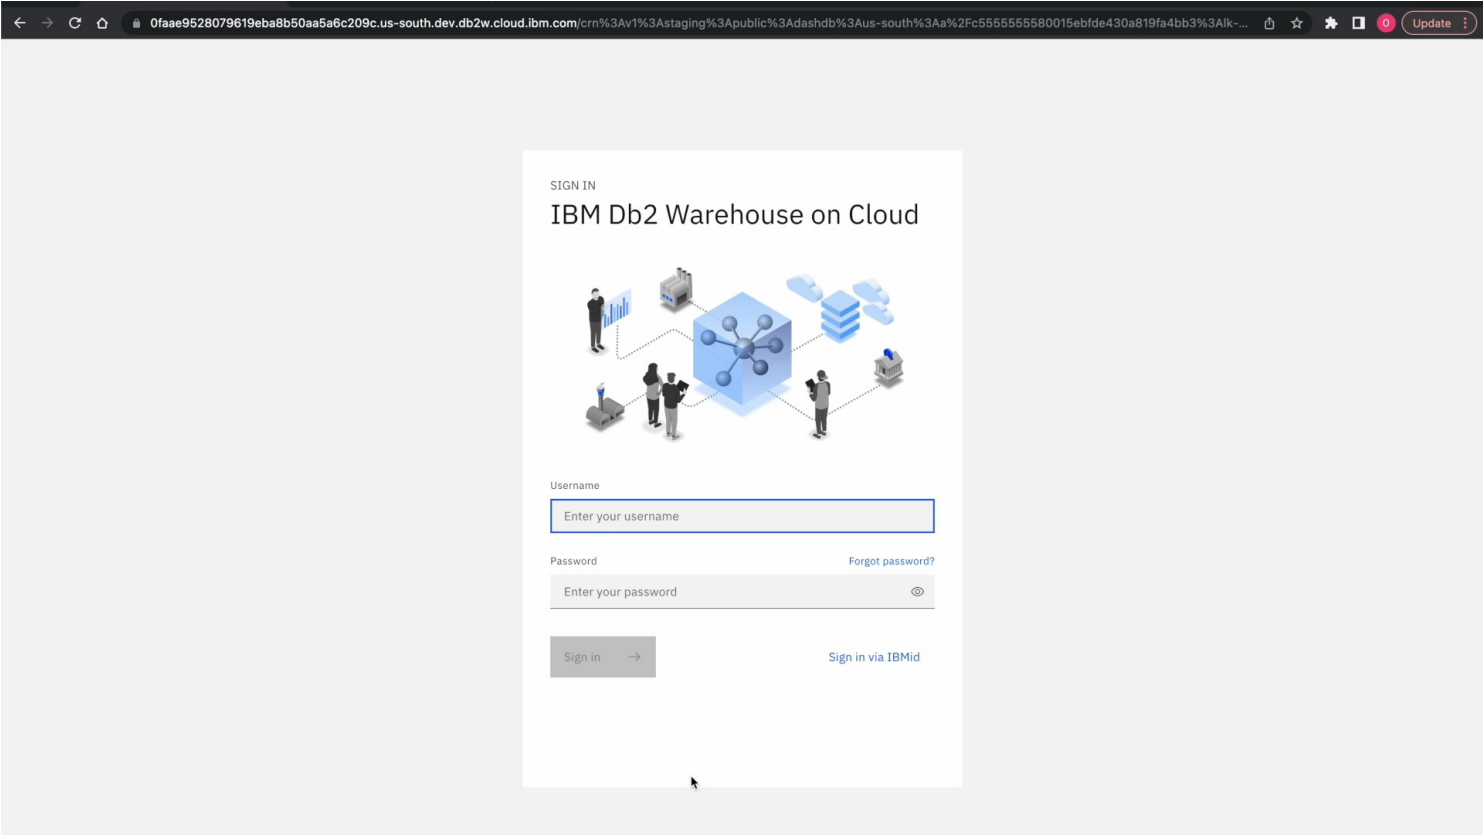 0faae9528079619eba8b50aa5a6c209c.us-south.dev.db2w.cloud.ibm.com/crn%3Av1%3Astaging%3Apublic%3Adashdb%3Aus-south%3Aa%2Fc5555555580015ebfde430a819fa4bb3%3Alk-...
O
Update
SIGN IN
IBM Db2 Warehouse on Cloud
Username
Enter your username
Password
Forgot password?
Enter your password
Sign in
Sign in via IBMid